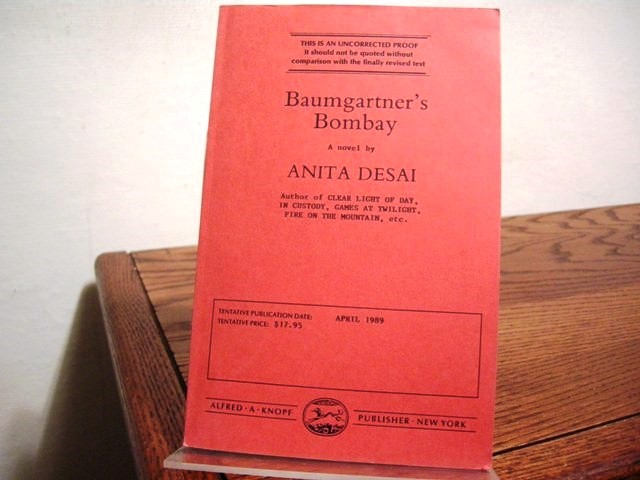 THIS IS AN UNCORRECTED PROOF
It should not be quoted without
comparison with the finally revised text
Baumgartner's
Bombay
A novel by
ANITA DESAI
Author of CLEAR LIGHT OF DAY,
IN CUSTODY, GAMES AT TWILIGHT,
FIRE ON THE MOUNTAIN, etc.
TENTATIVE PUBLICATION DATE: APRIL 1989
TENTATIVE PRICE: $17.95
ALFRED · A · KNOPF PUBLISHER · NEW YORK